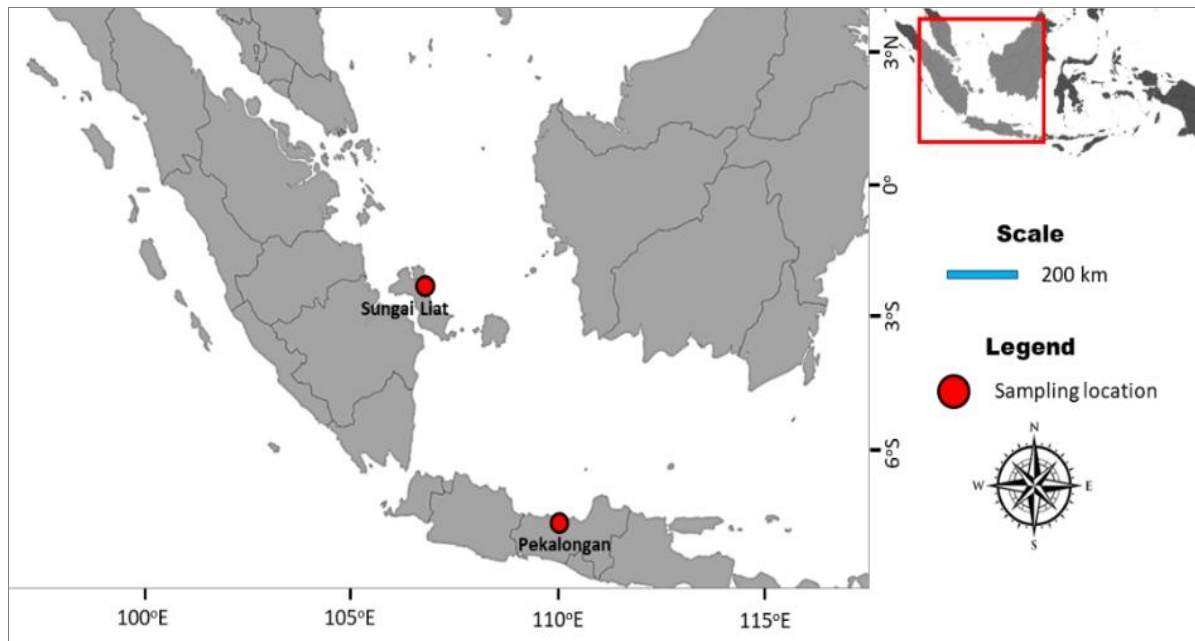 Sungai Liat
Pekalongan
100°E
105°E
110°E
115°E
3°N
0°
3°S
6°S
Scale
200 km
Legend
Sampling location
N
W
E
S